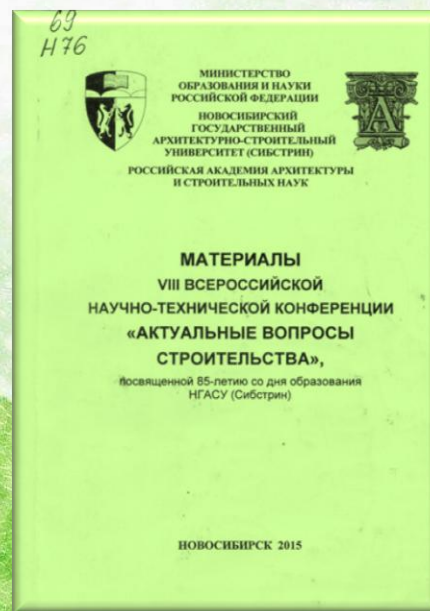 69
Н76
МИНИСТЕРСТВО
ОБРАЗОВАНИЯ И НАУКИ
РОССИЙСКОЙ ФЕДЕРАЦИИ
НОВОСИБИРСКИЙ
ГОСУДАРСТВЕННЫЙ
АРХИТЕКТУРНО-СТРОИТЕЛЬНЫЙ
УНИВЕРСИТЕТ (СИБСТРИН)
РОССИЙСКАЯ АКАДЕМИЯ АРХИТЕКТУРЫ
И СТРОИТЕЛЬНЫХ НАУК
А
МАТЕРИАЛЫ
VIII ВСЕРОССИЙСКОЙ
НАУЧНО-ТЕХНИЧЕСКОЙ КОНФЕРЕНЦИИ
«АКТУАЛЬНЫЕ ВОПРОСЫ
СТРОИТЕЛЬСТВА»,
посвященной 85-летию со дня образования
НГАСУ (Сибстрин)
НОВОСИБИРСК 2015